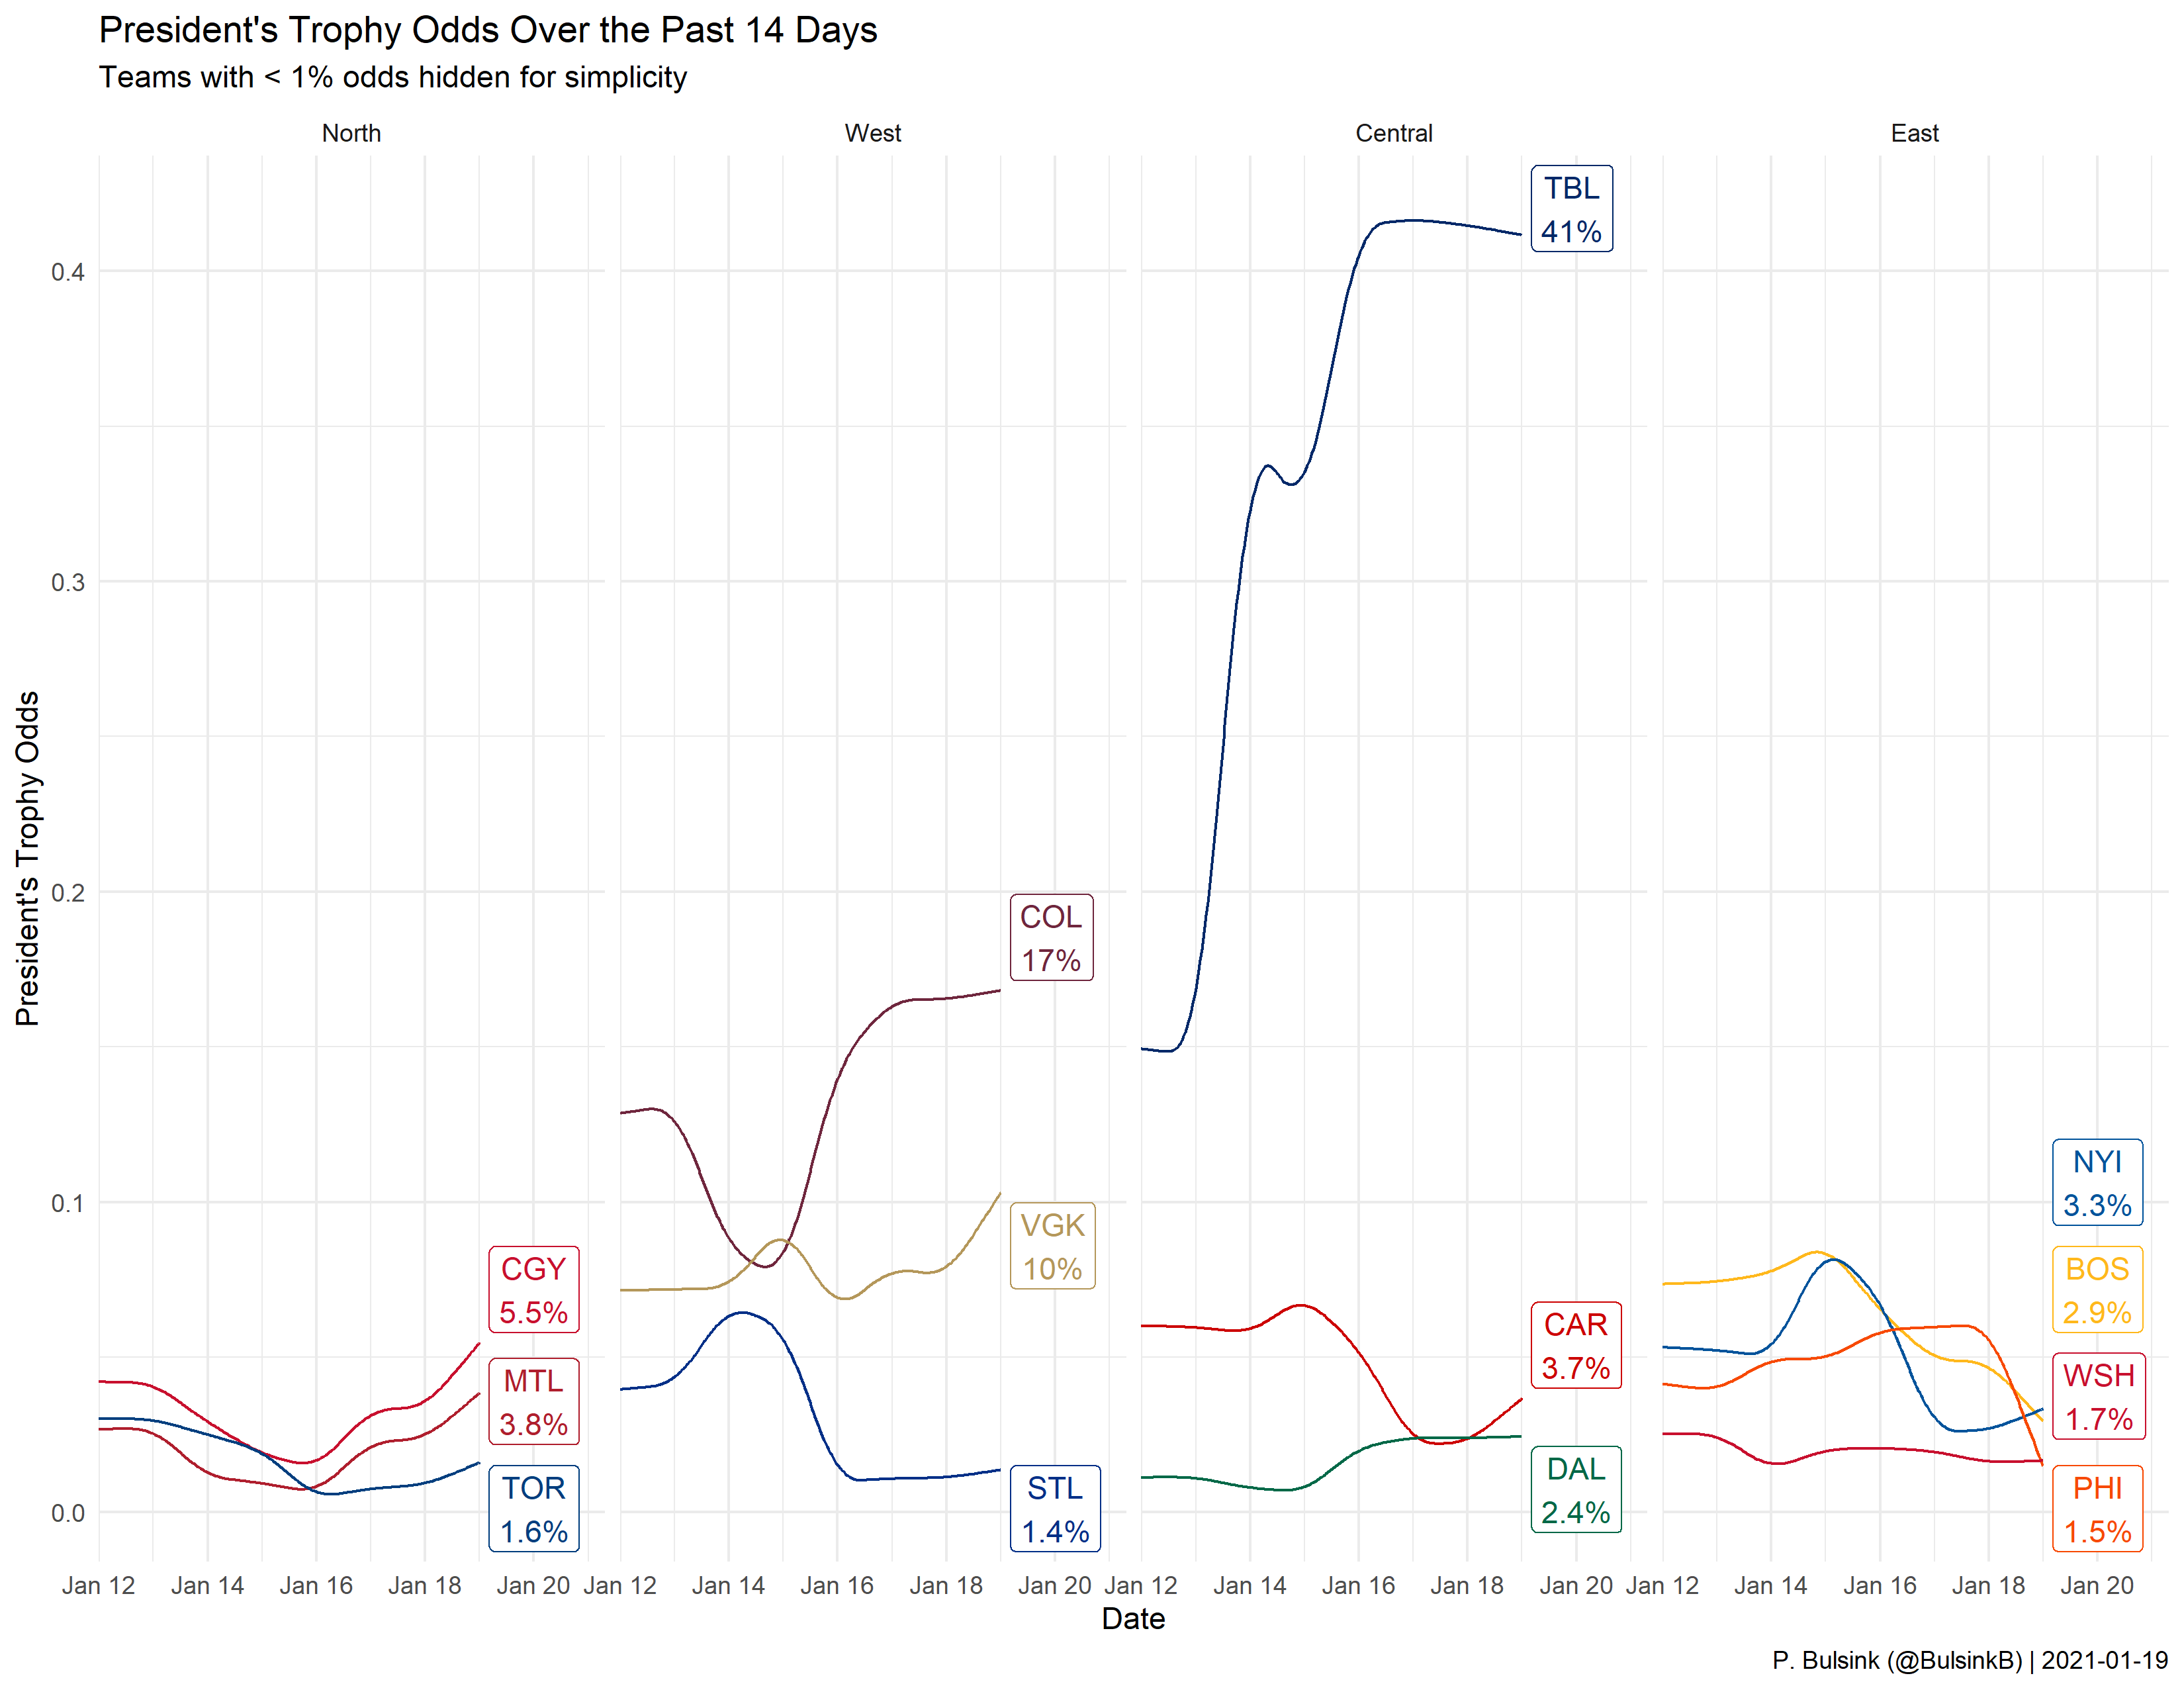 President's Trophy Odds Over the Past 14 Days
Teams with < 1% odds hidden for simplicity
North
West
Central
East
President's Trophy Odds
0.4
0.3
0.2
0.1
0.0
CGY
5.5%
MTL
3.8%
TOR
1.6%
COL
17%
VGK
10%
STL
1.4%
TBL
41%
CAR
3.7%
DAL
2.4%
NYI
3.3%
BOS
2.9%
WSH
1.7%
PHI
1.5%
Jan 12 Jan 14 Jan 16 Jan 18 Jan 20 Jan 12 Jan 14 Jan 16 Jan 18 Jan 20 Jan 12 Jan 14 Jan 16 Jan 18 Jan 20 Jan 12 Jan 14 Jan 16 Jan 18 Jan 20
Date
P. Bulsink (@BulsinkB) | 2021-01-19